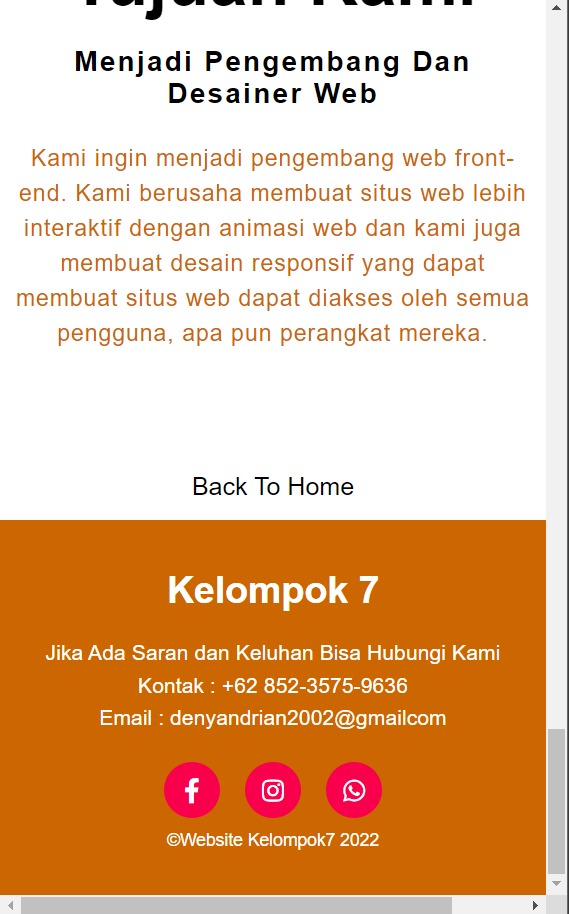 Tujuan Kami
Menjadi Pengembang Dan
Desainer Web
Kami ingin menjadi pengembang web front-
end. Kami berusaha membuat situs web lebih
interaktif dengan animasi web dan kami juga
membuat desain responsif yang dapat
membuat situs web dapat diakses oleh semua
pengguna, apa pun perangkat mereka.
Back To Home
Kelompok 7
Jika Ada Saran dan Keluhan Bisa Hubungi Kami
Kontak : +62 852-3575-9636
Email : denyandrian2002@gmailcom
©Website Kelompok7 2022